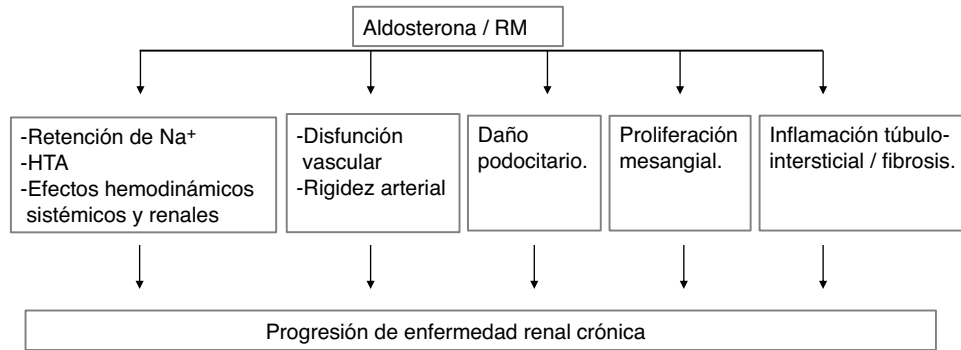 Aldosterona / RM
-Retención de Na⁺
-HTA
-Efectos hemodinámicos
sistémicos y renales
-Disfunción
vascular
-Rigidez arterial
Daño
podocitario.
Proliferación
mesangial.
Inflamación túbulo-
intersticial / fibrosis.
Progresión de enfermedad renal crónica